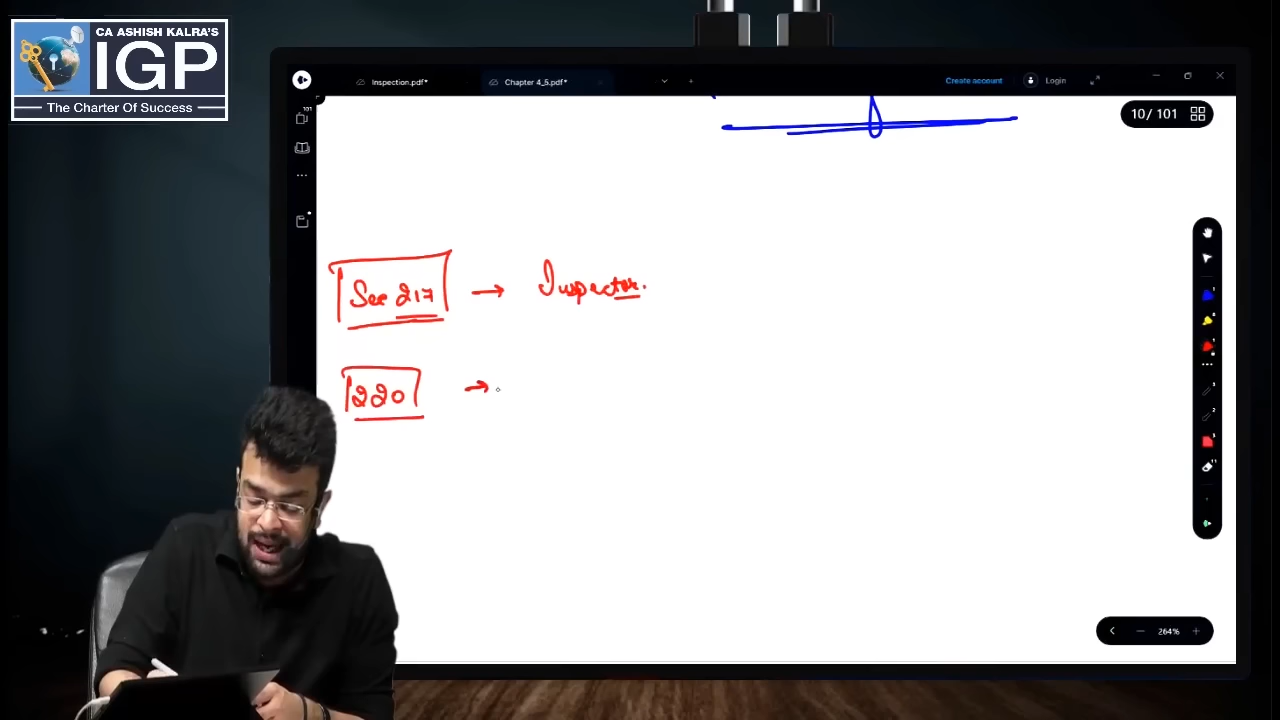 CA ASHISH KALRA'S
IGP
The Charter Of Success
Inspection.pdf*
Chapter 4_5.pdf*
Create account
Login
101
10/ 101
Sec 217 → Inspector.
220 →
264%